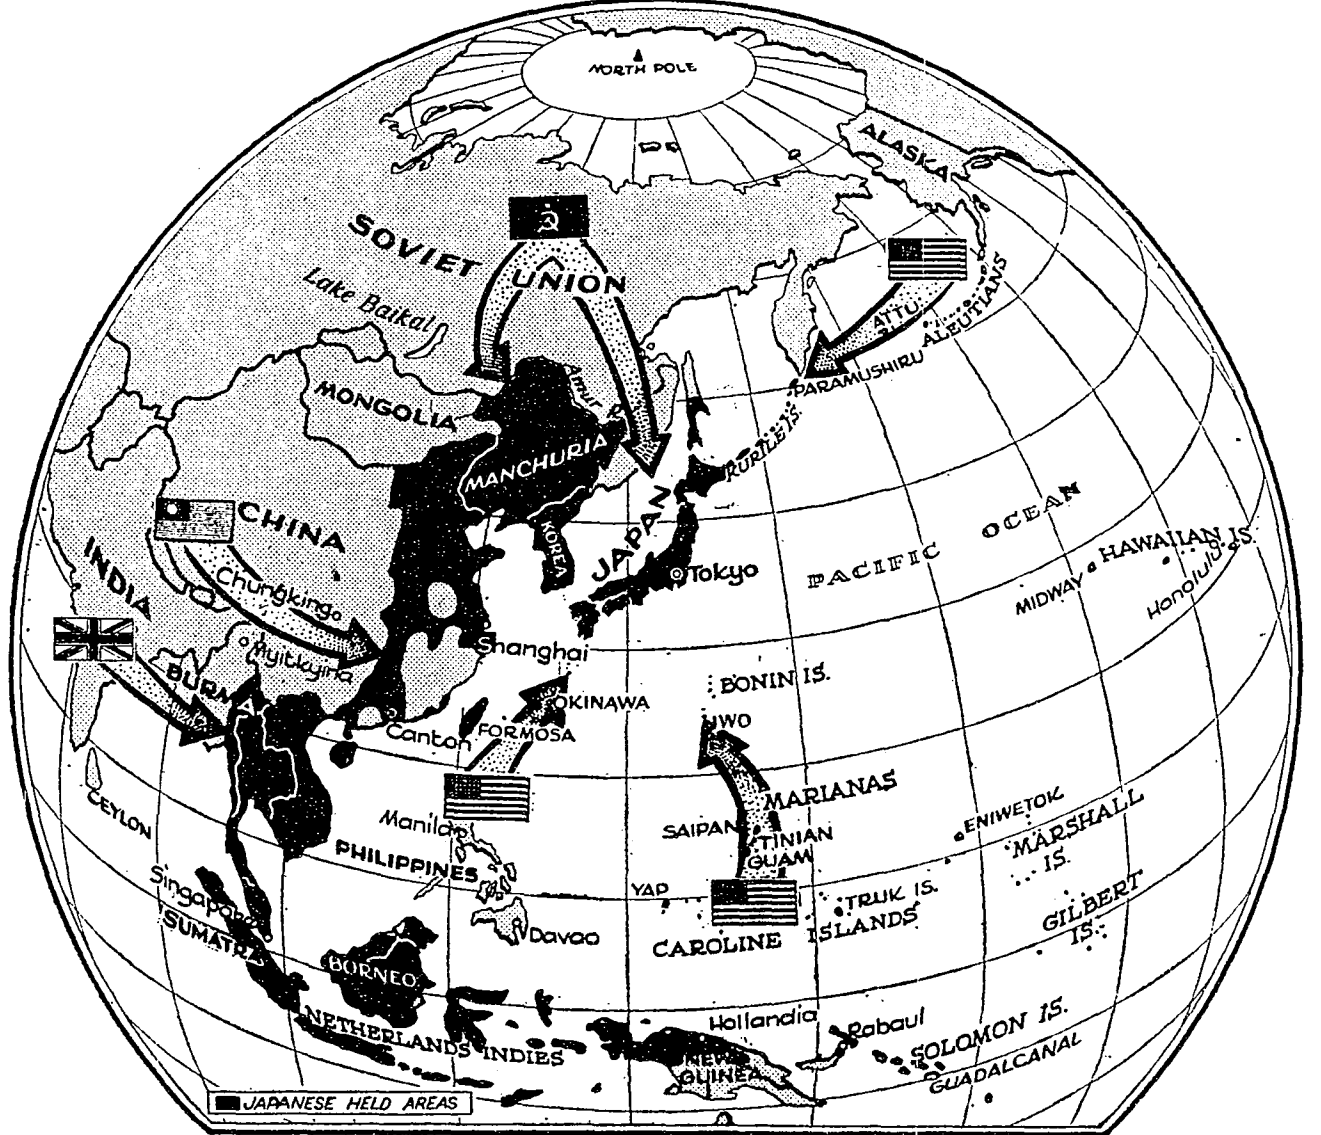 NORTH POLE
ALASKA
SOVIET
UNION
Lake Baikal
ATTU
ALEUTIANS
PARAMUSHIRU
Amur
MONGOLIA
KURILE IS.
MANCHURIA
CHINA
JAPAN
KOREA
PACIFIC OCEAN
HAWAIIAN IS.
MIDWAY
Honolulu
INDIA
Tokyo
Chungking
Myitkyina
Shanghai
BURMA
OKINAWA
BONIN IS.
IWO
Canton
FORMOSA
MARIANAS
CEYLON
Manila
SAIPAN
TINIAN
GUAM
ENIWETOK
MARSHALL
IS.
PHILIPPINES
Singapore
YAP
TRUK IS.
GILBERT
IS.
SUMATRA
Davao
CAROLINE ISLANDS
BORNEO
NETHERLANDS INDIES
Hollandia
Rabaul
SOLOMON IS.
NEW
GUINEA
GUADALCANAL
JAPANESE HELD AREAS